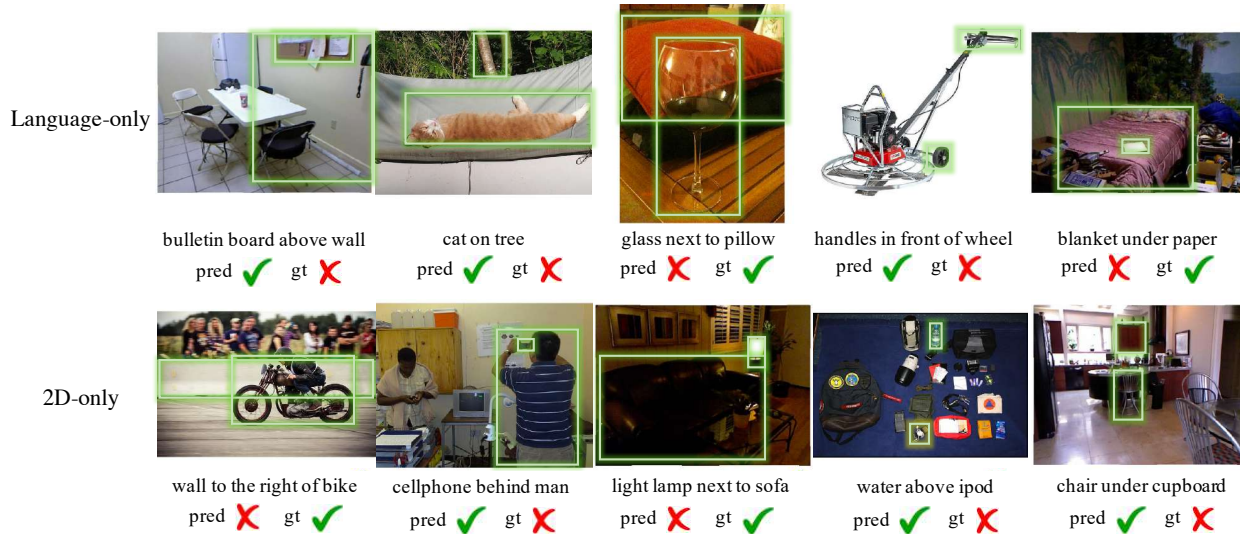 Language-only
bulletin board above wall
pred ✓ gt ✗
cat on tree
pred ✓ gt ✗
glass next to pillow
pred ✗ gt ✓
handles in front of wheel
pred ✓ gt ✗
blanket under paper
pred ✗ gt ✓
2D-only
wall to the right of bike
pred ✗ gt ✓
cellphone behind man
pred ✓ gt ✗
light lamp next to sofa
pred ✗ gt ✓
water above ipod
pred ✓ gt ✗
chair under cupboard
pred ✓ gt ✗